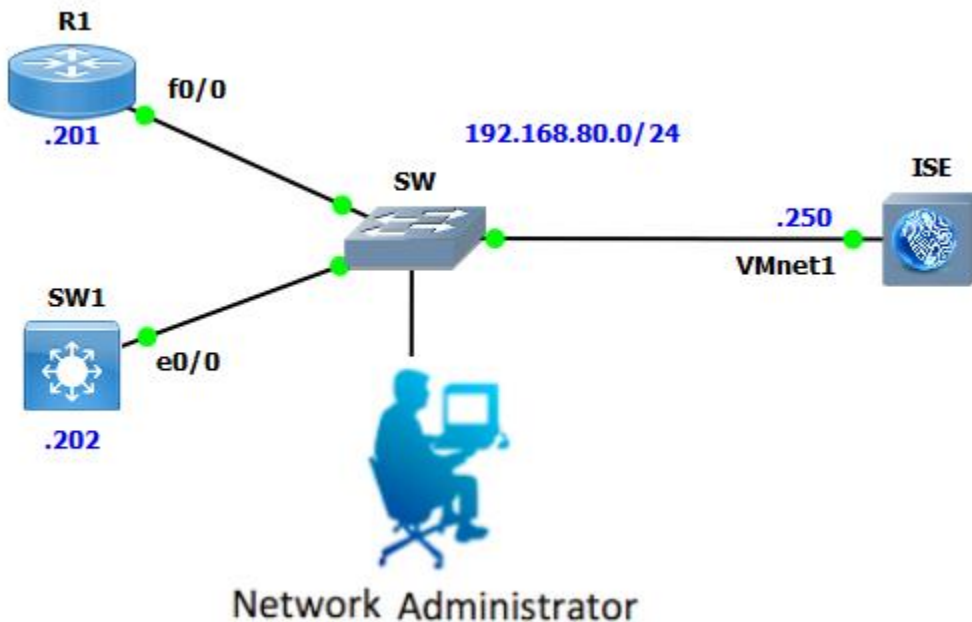 R1
f0/0
.201
192.168.80.0/24
SW
ISE
.250
VMnet1
SW1
e0/0
.202
Network Administrator